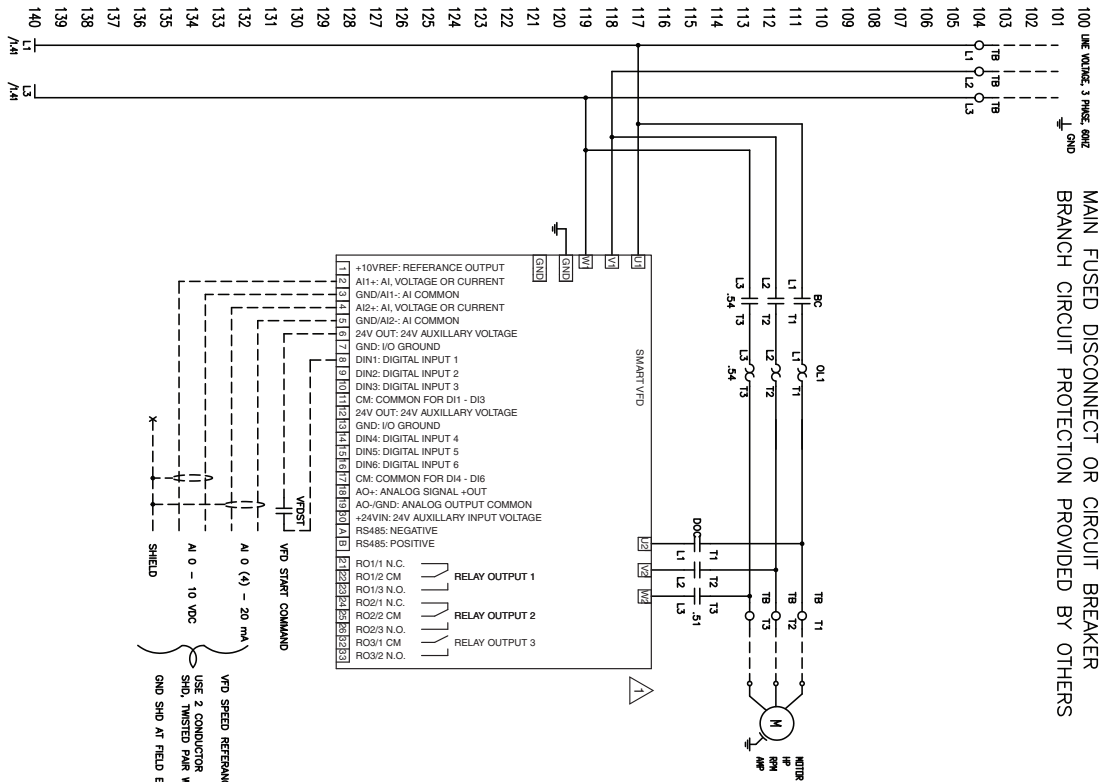 MAIN FUSED DISCONNECT OR CIRCUIT BREAKER
BRANCH CIRCUIT PROTECTION PROVIDED BY OTHERS
100
101
102
103
104
105
106
107
108
109
110
111
112
113
114
115
116
117
118
119
120
121
122
123
124
125
126
127
128
129
130
131
132
133
134
135
136
137
138
139
140
LINE VOLTAGE, 3 PHASE, 60HZ
GND
TB
L1
TB
L2
TB
L3
L1
/1.41
L3
/1.41
BC
L1 T1
L2 T2
L3 T3
.54
OL1
L1 T1
L2 T2
L3 T3
.54
TB T1
TB T2
TB T3
M
MOTOR
HP
RPM
AMP
DOC
L1 T1
L2 T2
L3 T3
.51
U1
V1
W1
GND
GND
U2
V2
W2
SMART VFD
1
1 +10VREF: REFERANCE OUTPUT
2 AI1+: AI, VOLTAGE OR CURRENT
3 GND/AI1-: AI COMMON
4 AI2+: AI, VOLTAGE OR CURRENT
5 GND/AI2-: AI COMMON
6 24V OUT: 24V AUXILLARY VOLTAGE
7 GND: I/O GROUND
8 DIN1: DIGITAL INPUT 1
9 DIN2: DIGITAL INPUT 2
10 DIN3: DIGITAL INPUT 3
11 CM: COMMON FOR DI1 - DI3
12 24V OUT: 24V AUXILLARY VOLTAGE
13 GND: I/O GROUND
14 DIN4: DIGITAL INPUT 4
15 DIN5: DIGITAL INPUT 5
16 DIN6: DIGITAL INPUT 6
17 CM: COMMON FOR DI4 - DI6
18 AO+: ANALOG SIGNAL +OUT
19 AO-/GND: ANALOG OUTPUT COMMON
30 +24VIN: 24V AUXILLARY INPUT VOLTAGE
A RS485: NEGATIVE
B RS485: POSITIVE
21 RO1/1 N.C.
22 RO1/2 CM RELAY OUTPUT 1
23 RO1/3 N.O.
24 RO2/1 N.C.
25 RO2/2 CM RELAY OUTPUT 2
26 RO2/3 N.O.
32 RO3/1 CM RELAY OUTPUT 3
33 RO3/2 N.O.
VFDST
VFD START COMMAND
AI 0 (4) - 20 mA
AI 0 - 10 VDC
SHIELD
X
VFD SPEED REFERAN
USE 2 CONDUCTOR
SHD, TWISTED PAIR
GND SHD AT FIELD